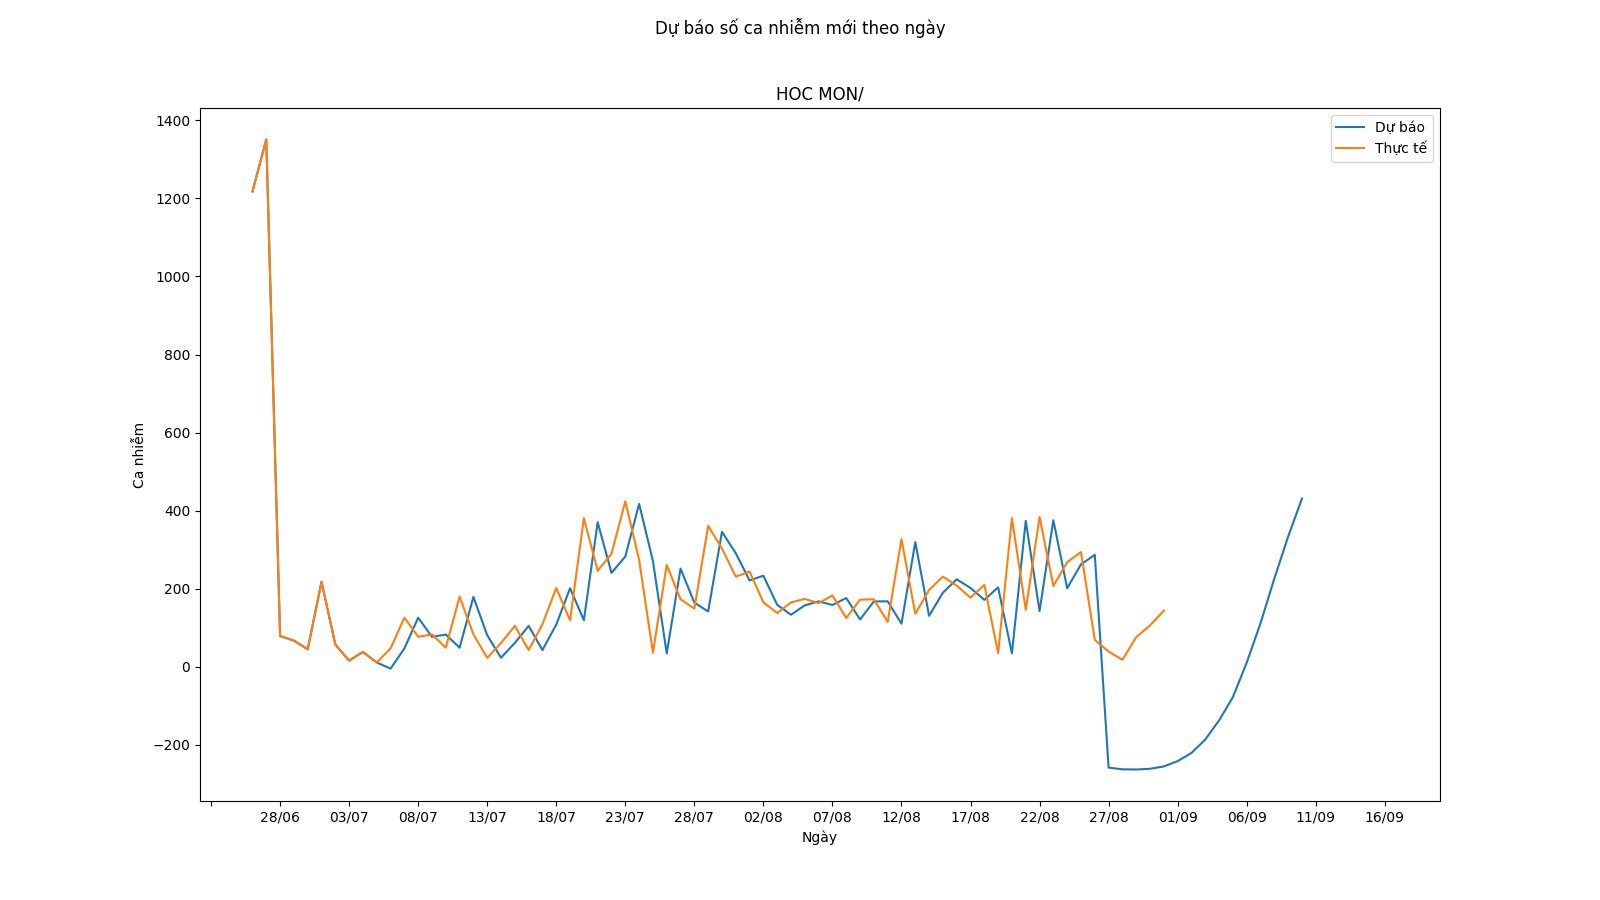 Dự báo số ca nhiễm mới theo ngày
HOC MON/
1400
1200
1000
800
600
400
200
0
−200
Ca nhiễm
Dự báo
Thực tế
28/06 03/07 08/07 13/07 18/07 23/07 28/07 02/08 07/08 12/08 17/08 22/08 27/08 01/09 06/09 11/09 16/09
Ngày